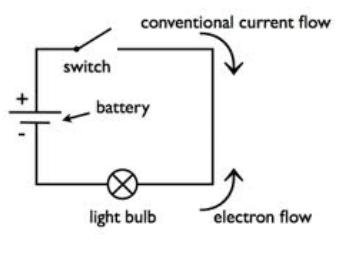 conventional current flow
switch
+
battery
-
light bulb
electron flow